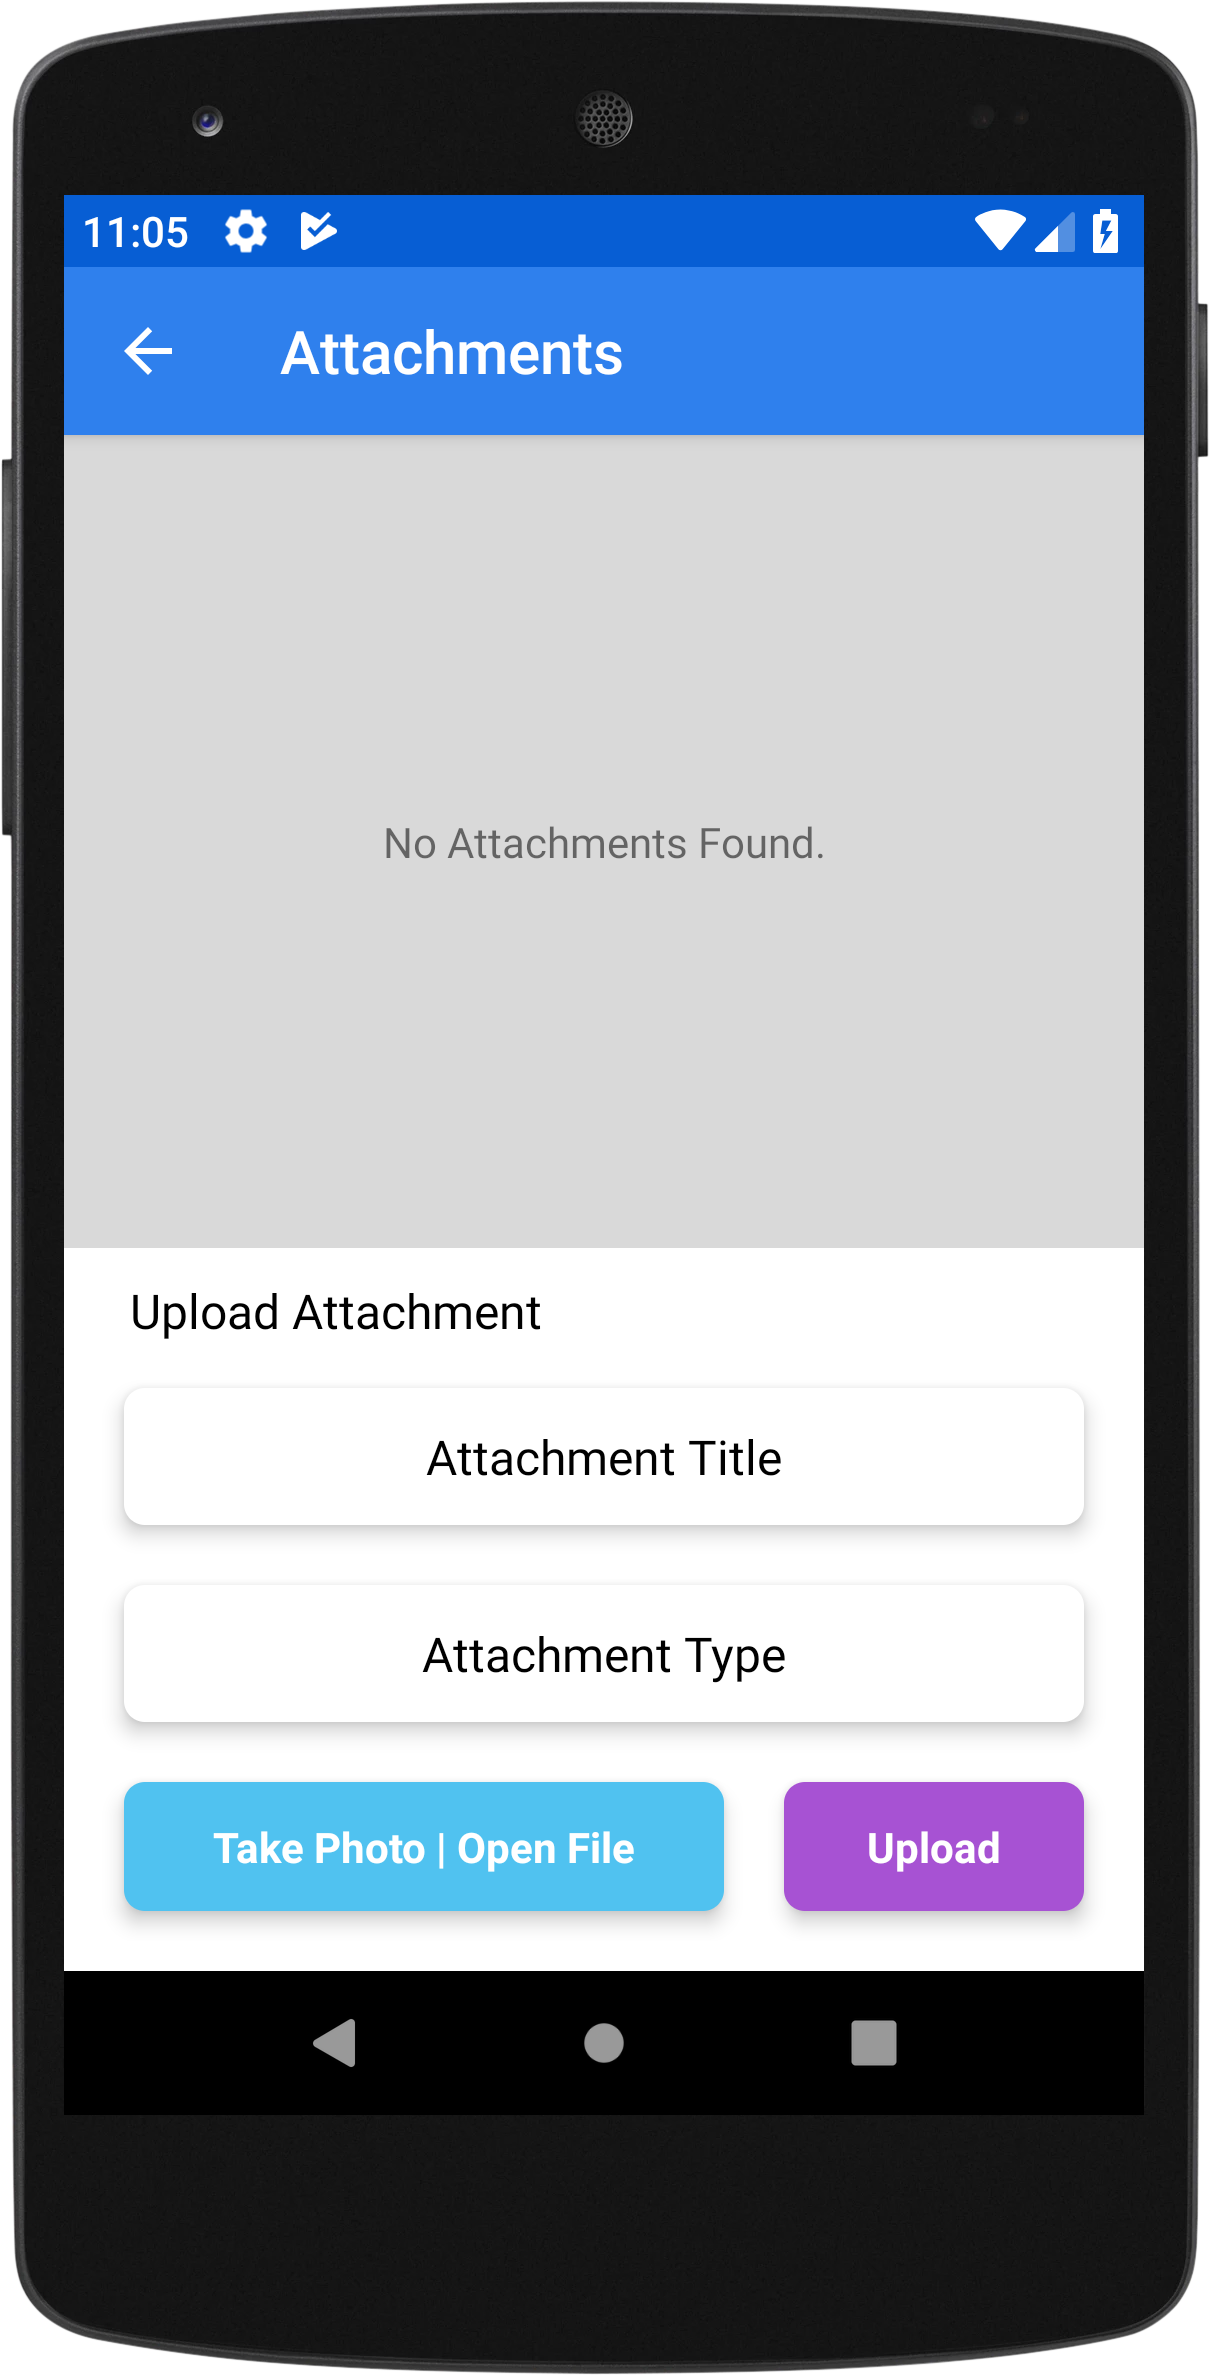 11:05
Attachments
No Attachments Found.
Upload Attachment
Attachment Title
Attachment Type
Take Photo | Open File
Upload